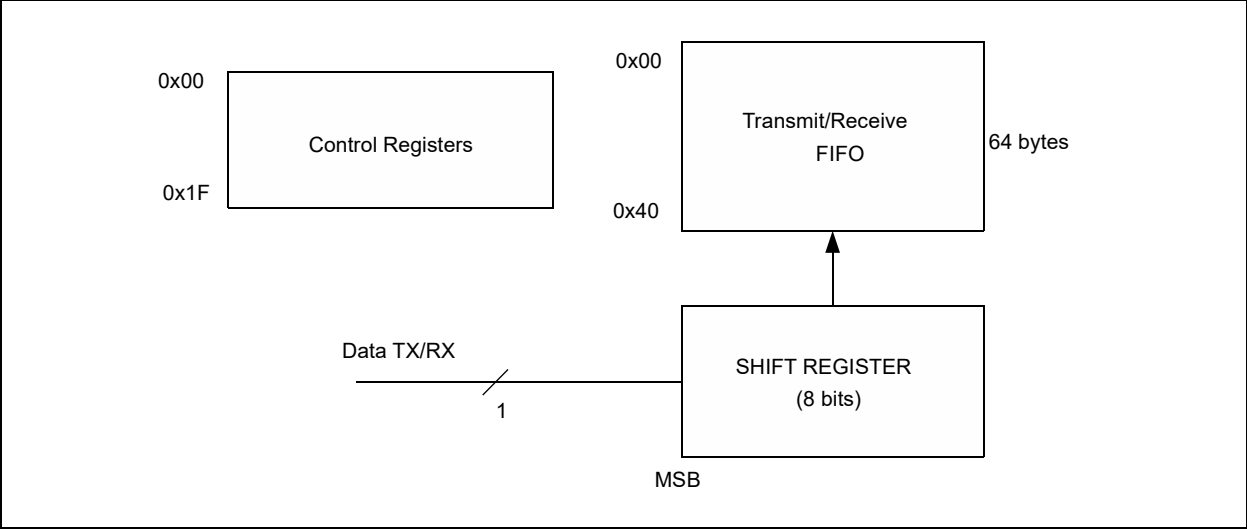 0x00
Control Registers
0x1F
0x00
Transmit/Receive
FIFO
64 bytes
0x40
Data TX/RX
1
SHIFT REGISTER
(8 bits)
MSB